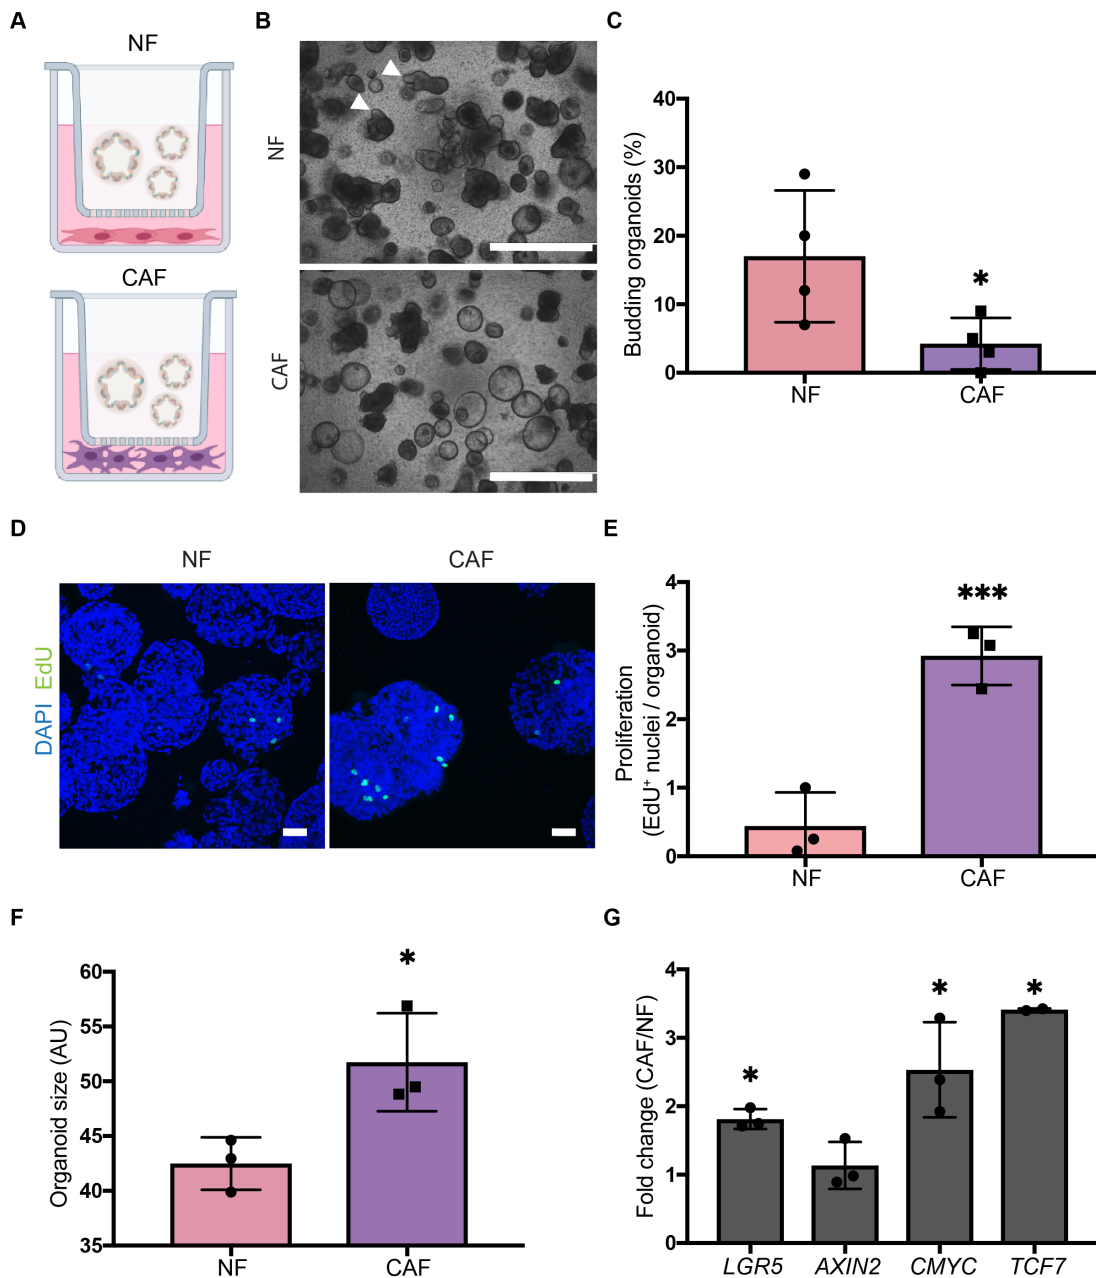 A
NF
CAF
B
NF
CAF
C
Budding organoids (%)
40
30
20
10
0
*
NF
CAF
D
NF
CAF
DAPI EdU
E
Proliferation
(EdU⁺ nuclei / organoid)
4
3
2
1
0
***
NF
CAF
F
Organoid size (AU)
60
55
50
45
40
35
*
NF
CAF
G
Fold change (CAF/NF)
4
3
2
1
0
*
*
*
LGR5
AXIN2
CMYC
TCF7